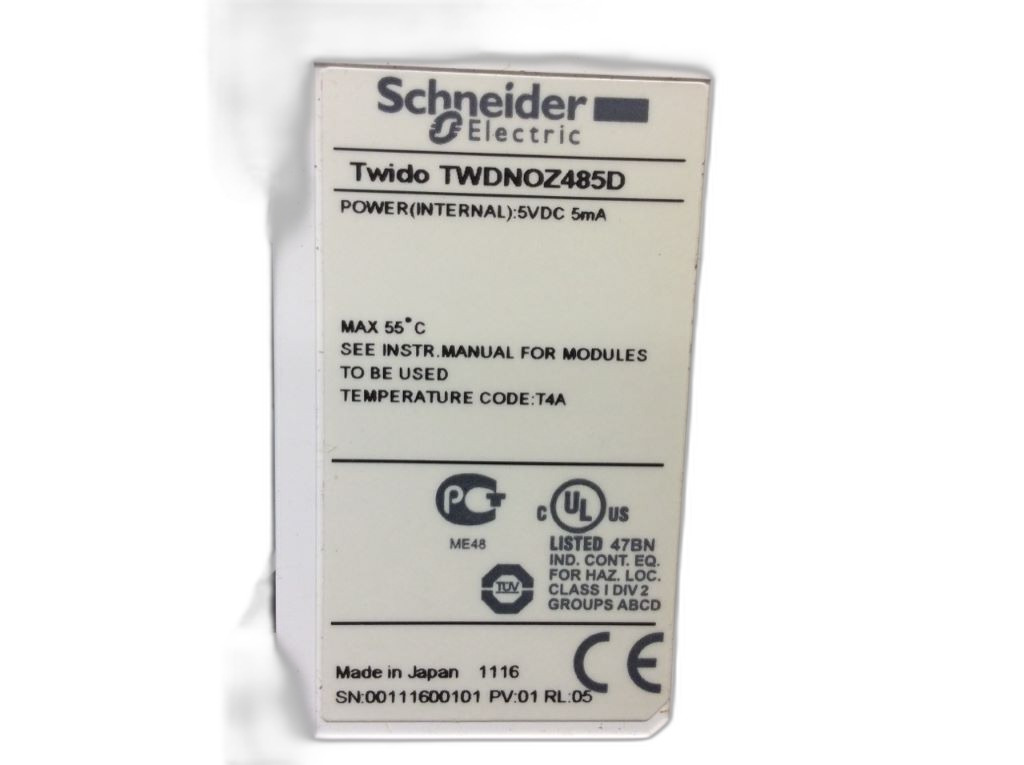 Schneider
Electric
Twido TWDNOZ485D
POWER(INTERNAL):5VDC 5mA
MAX 55°C
SEE INSTR.MANUAL FOR MODULES
TO BE USED
TEMPERATURE CODE:T4A
PCT
C UL US
ME48
LISTED 47BN
IND. CONT. EQ.
FOR HAZ. LOC.
TÜV
CLASS I DIV 2
GROUPS ABCD
CE
Made in Japan 1116
SN:00111600101 PV:01 RL:05